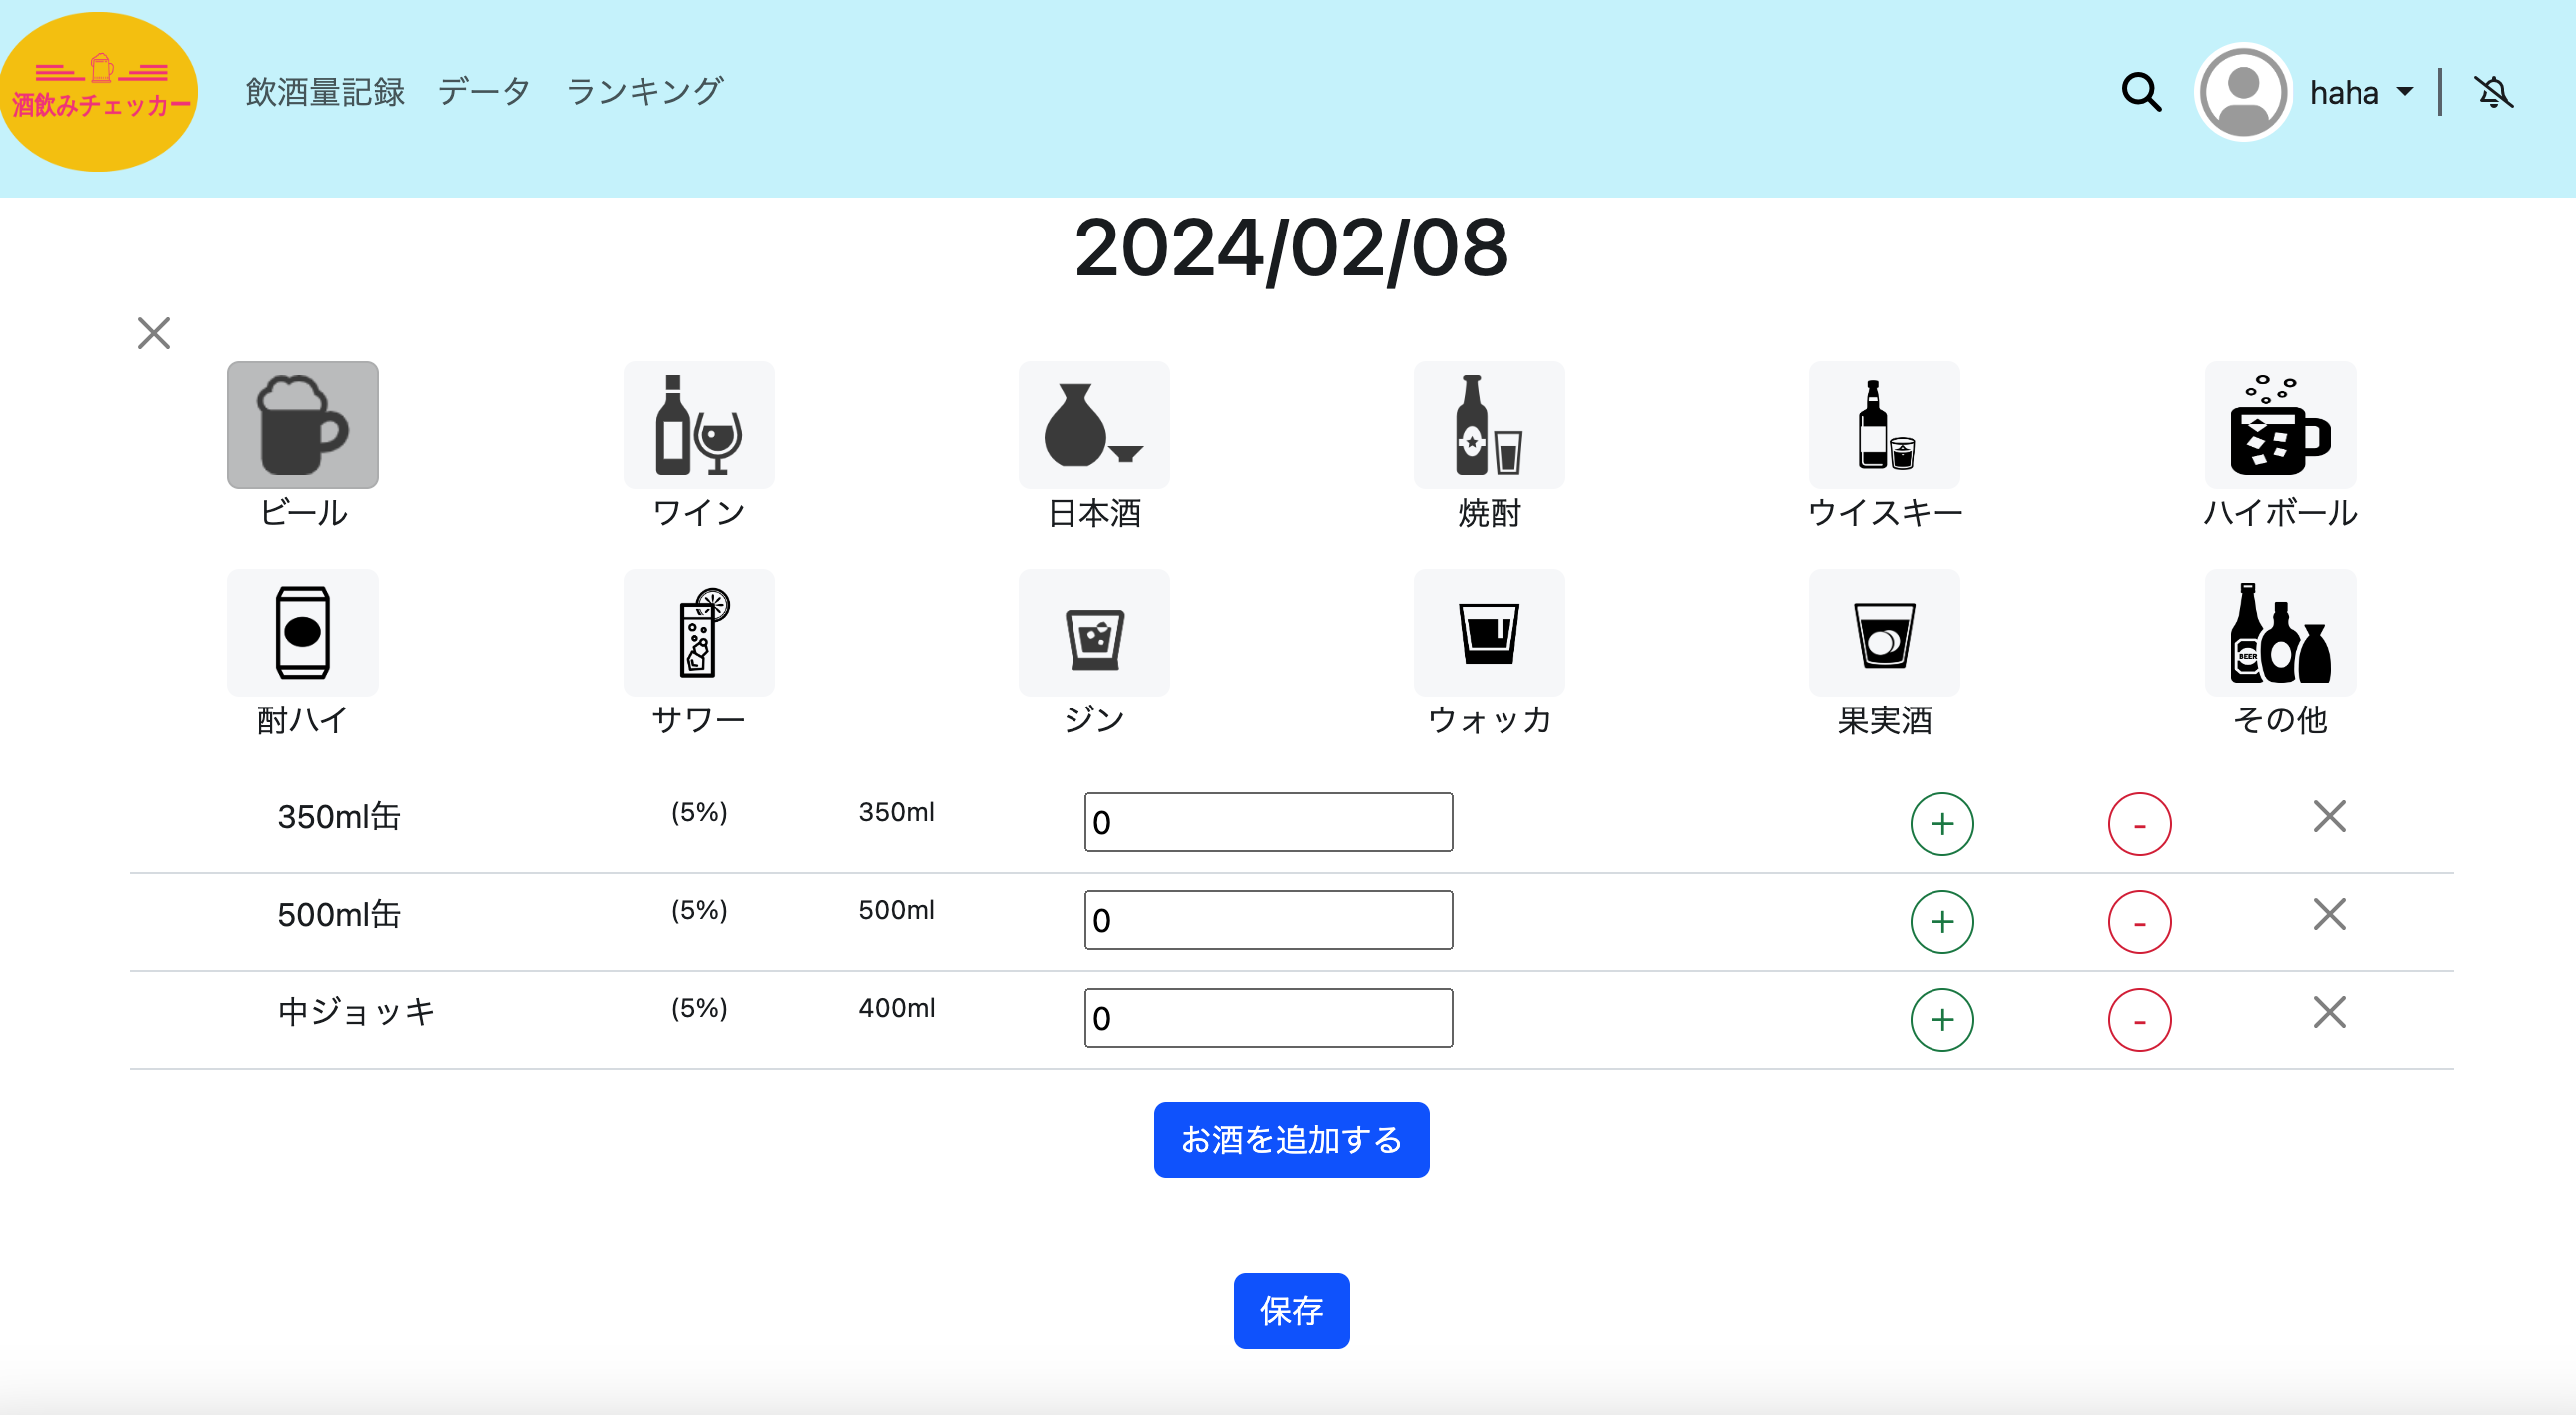 酒飲みチェッカー
飲酒量記録 データ ランキング
haha
2024/02/08
ビール ワイン 日本酒 焼酎 ウイスキー ハイボール
BEER
酎ハイ サワー ジン ウォッカ 果実酒 その他
350ml缶 (5%) 350ml 0 + -
500ml缶 (5%) 500ml 0 + -
中ジョッキ (5%) 400ml 0 + -
お酒を追加する
保存